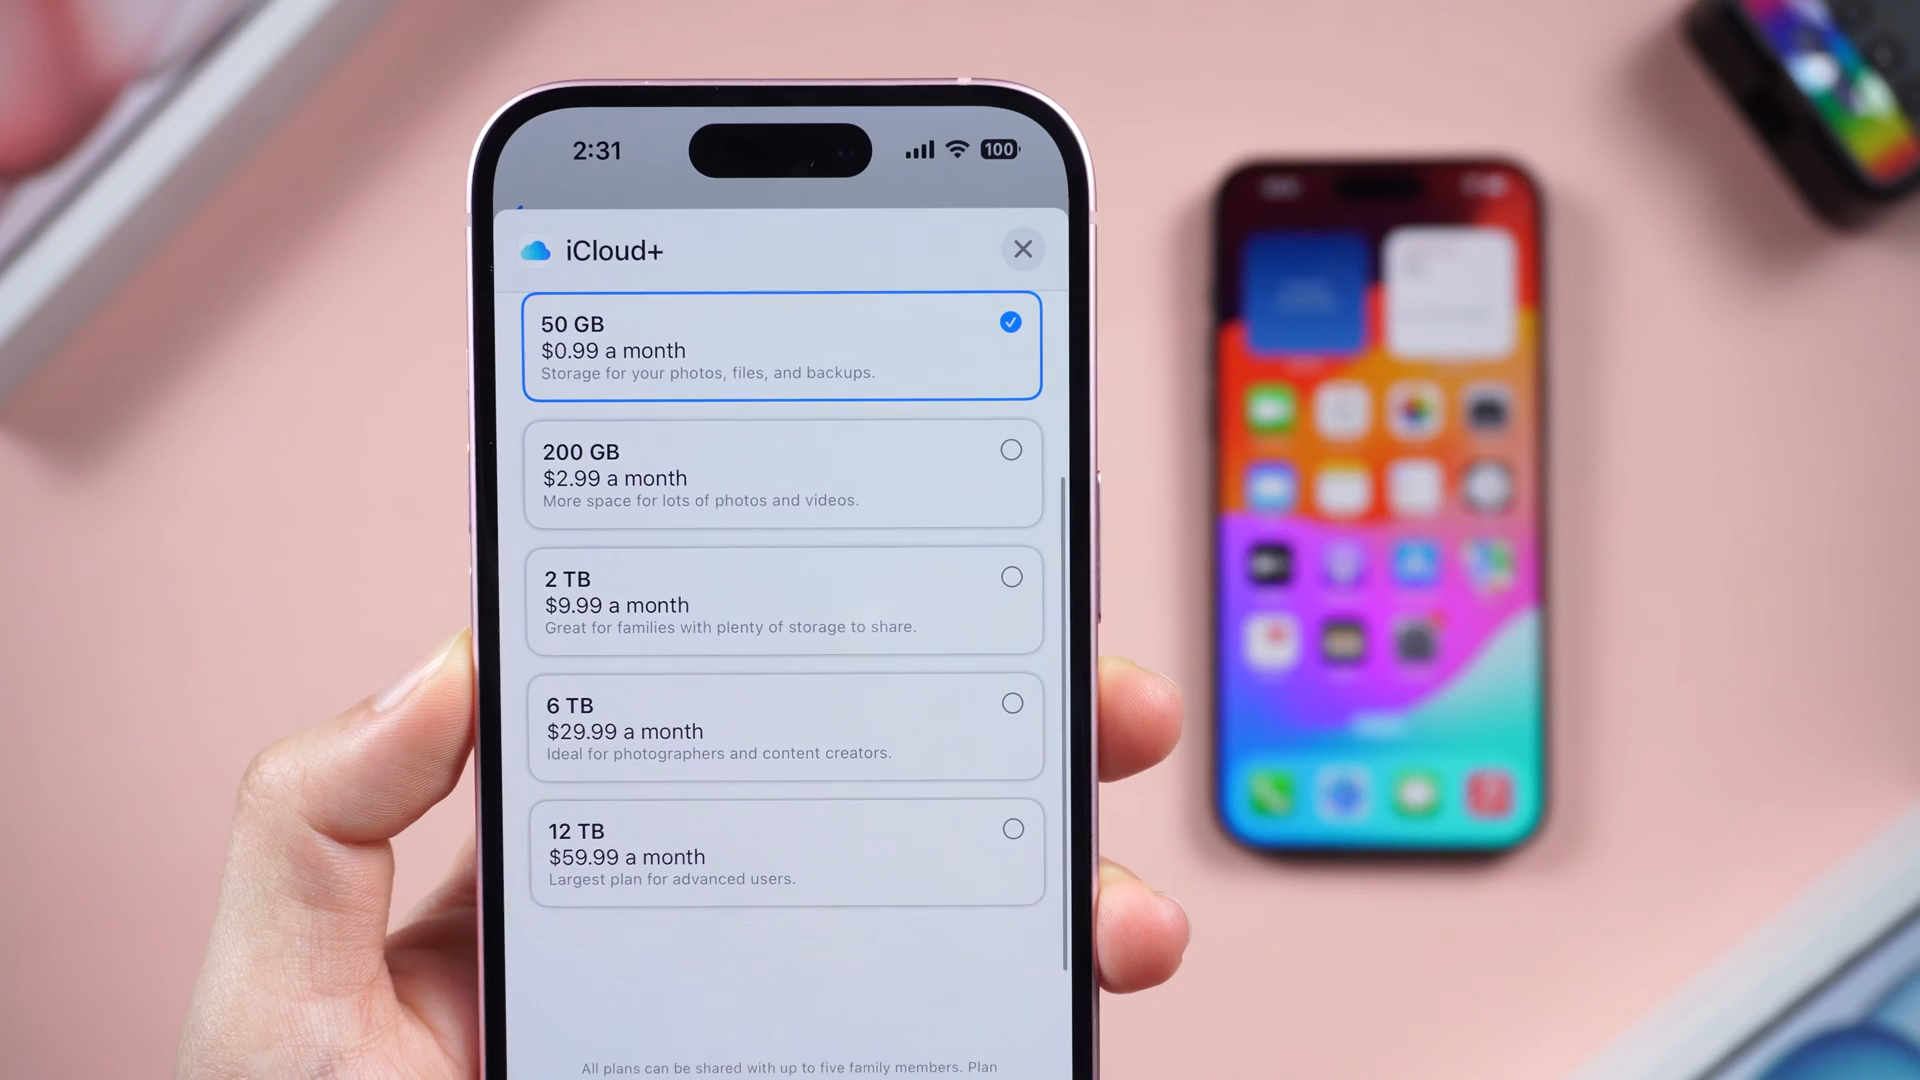 2:31
100
iCloud+
50 GB
$0.99 a month
Storage for your photos, files, and backups.
200 GB
$2.99 a month
More space for lots of photos and videos.
2 TB
$9.99 a month
Great for families with plenty of storage to share.
6 TB
$29.99 a month
Ideal for photographers and content creators.
12 TB
$59.99 a month
Largest plan for advanced users.
All plans can be shared with up to five family members. Plan